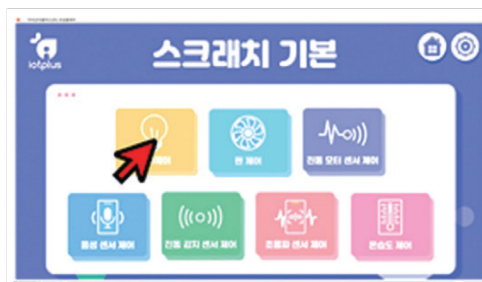 iotplus
스크래치 기본
제어
팬 제어
진동 모터 센서 제어
음성 센서 제어
진동 감지 센서 제어
초음파 센서 제어
온습도 제어